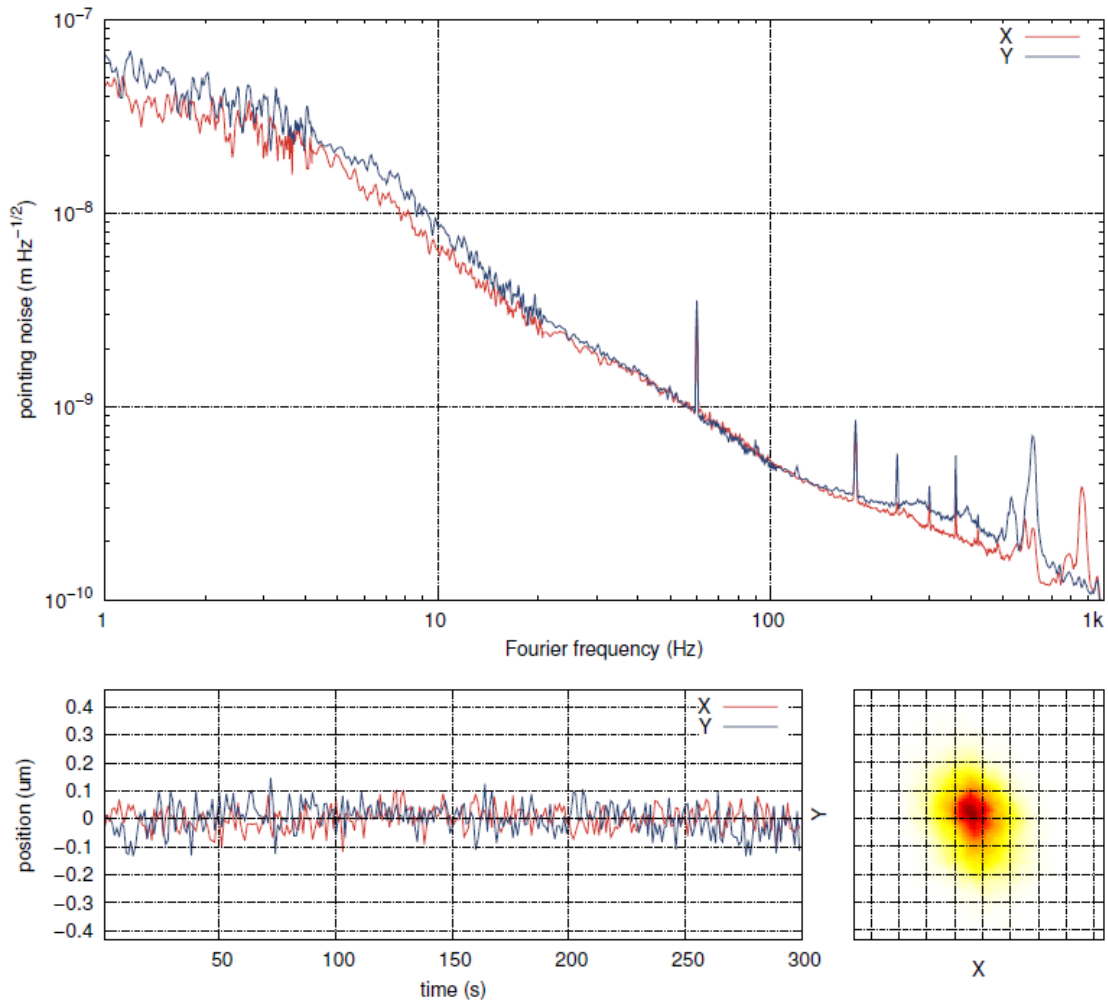 10⁻⁷
10⁻⁸
10⁻⁹
10⁻¹⁰
pointing noise (m Hz⁻¹/²)
X
Y
1 10 100 1k
Fourier frequency (Hz)
0.4
0.3
0.2
0.1
0
−0.1
−0.2
−0.3
−0.4
position (um)
X
Y
50 100 150 200 250 300
time (s)
Y
X